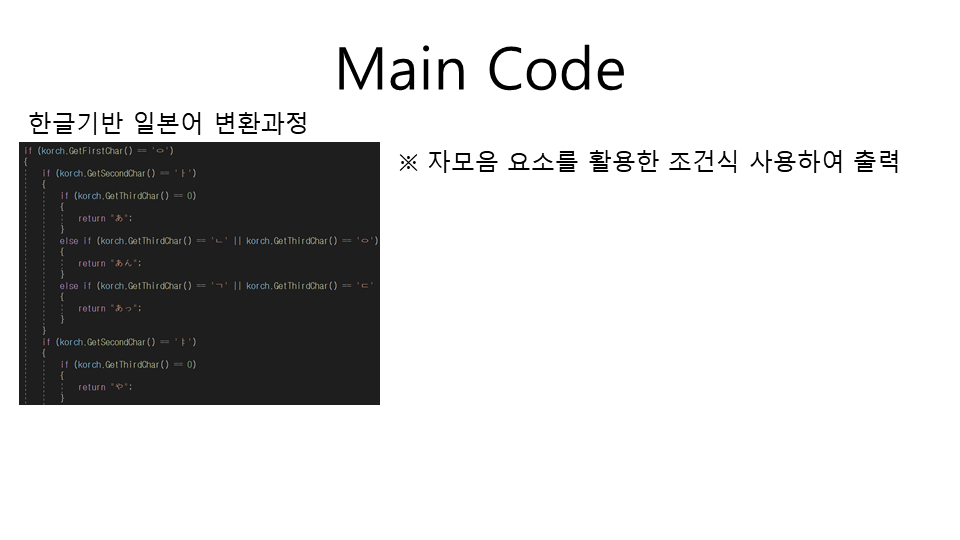 Main Code
한글기반 일본어 변환과정
※ 자모음 요소를 활용한 조건식 사용하여 출력
if (korch.GetFirstChar() == 'ㅇ')
{
if (korch.GetSecondChar() == 'ㅏ')
{
if (korch.GetThirdChar() == 0)
{
return "あ";
}
else if (korch.GetThirdChar() == 'ㄴ' || korch.GetThirdChar() == 'ㅇ')
{
return "あん";
}
else if (korch.GetThirdChar() == 'ㄱ' || korch.GetThirdChar() == 'ㄷ'
{
return "あっ";
}
}
if (korch.GetSecondChar() == 'ㅑ')
{
if (korch.GetThirdChar() == 0)
{
return "や";
}